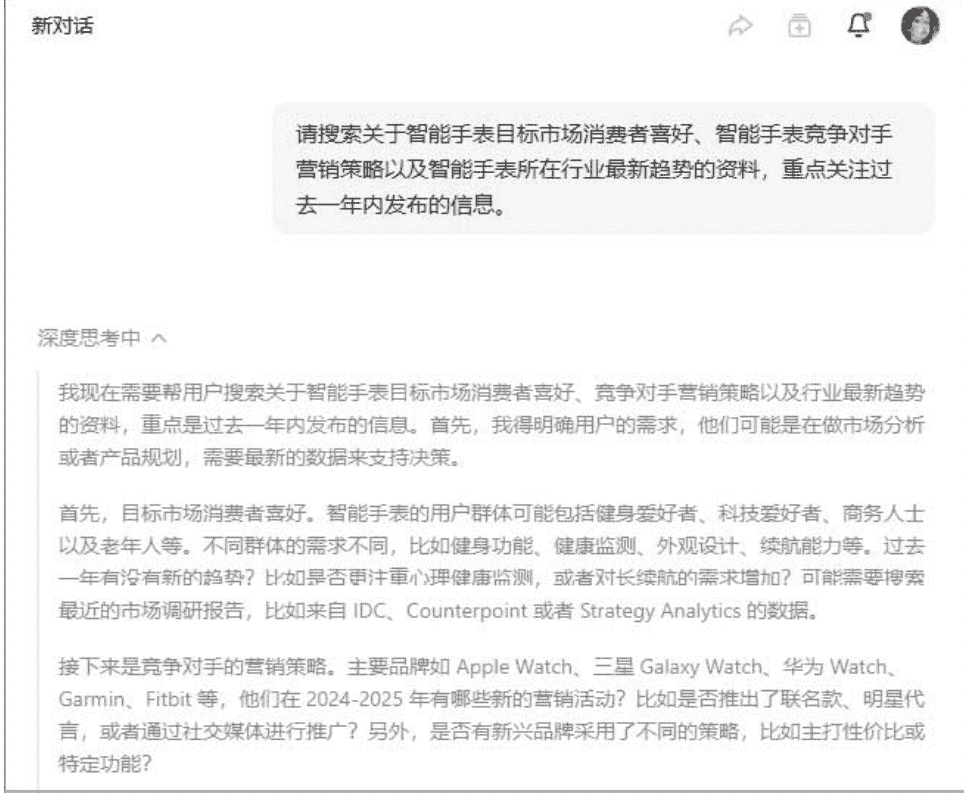 新对话
请搜索关于智能手表目标市场消费者喜好、智能手表竞争对手
营销策略以及智能手表所在行业最新趋势的资料，重点关注过
去一年内发布的信息。
深度思考中
我现在需要帮用户搜索关于智能手表目标市场消费者喜好、竞争对手营销策略以及行业最新趋势
的资料，重点是过去一年内发布的信息。首先，我得明确用户的需求，他们可能是在做市场分析
或者产品规划，需要最新的数据来支持决策。
首先，目标市场消费者喜好。智能手表的用户群体可能包括健身爱好者、科技爱好者、商务人士
以及老年人等。不同群体的需求不同，比如健身功能、健康监测、外观设计、续航能力等。过去
一年有没有新的趋势？比如是否更注重心理健康监测，或者对长续航的需求增加？可能需要搜索
最近的市场调研报告，比如来自 IDC、Counterpoint 或者 Strategy Analytics 的数据。
接下来是竞争对手的营销策略。主要品牌如 Apple Watch、三星 Galaxy Watch、华为 Watch、
Garmin、Fitbit 等，他们在 2024-2025 年有哪些新的营销活动？比如是否推出了联名款、明星代
言，或者通过社交媒体进行推广？另外，是否有新兴品牌采用了不同的策略，比如主打性价比或
特定功能？